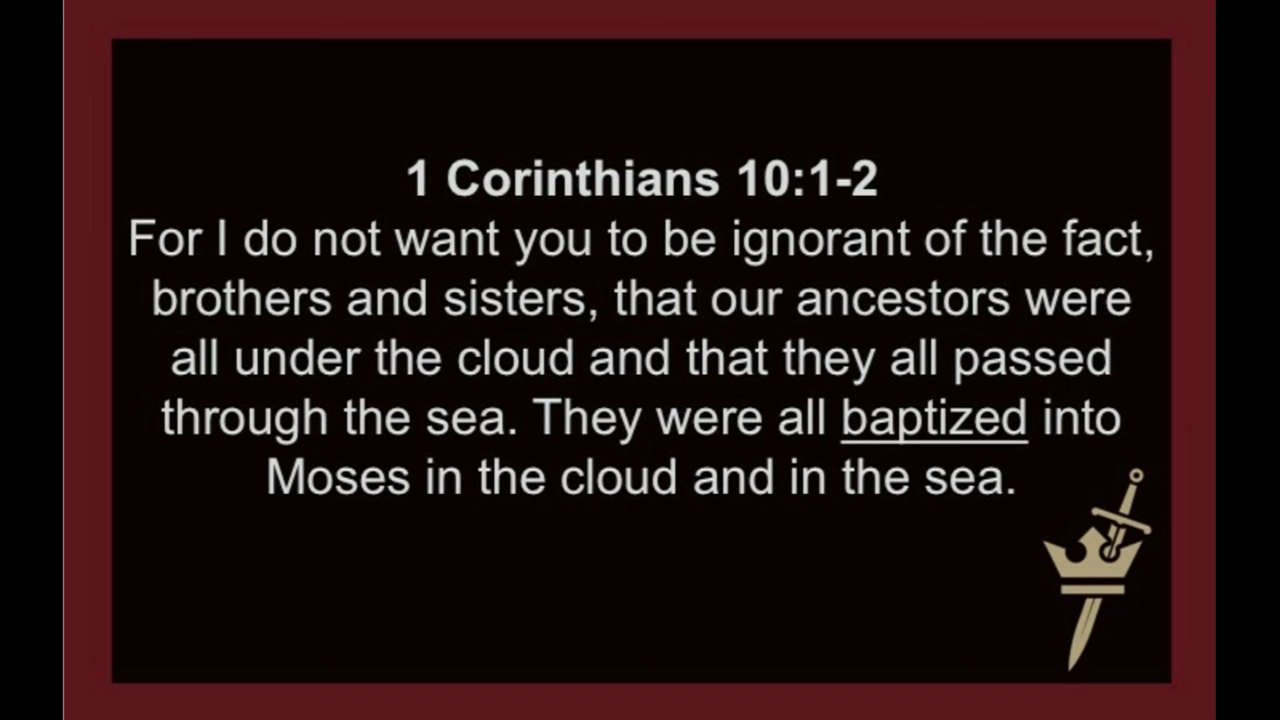 1 Corinthians 10:1-2
For I do not want you to be ignorant of the fact,
brothers and sisters, that our ancestors were
all under the cloud and that they all passed
through the sea. They were all baptized into
Moses in the cloud and in the sea.